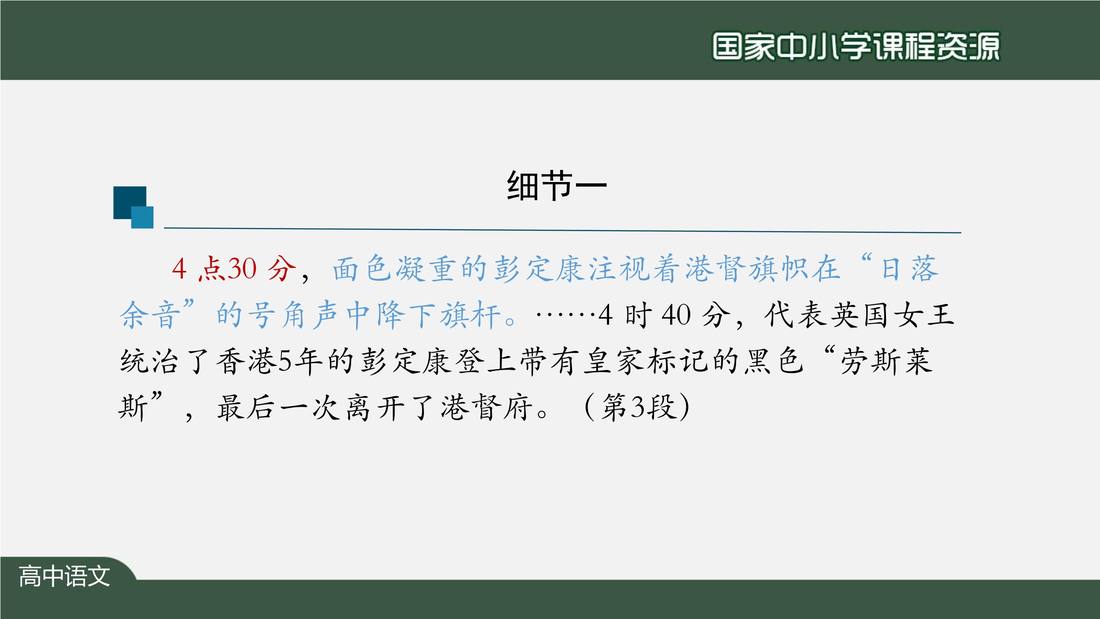 国家中小学课程资源
细节一
4 点30 分，面色凝重的彭定康注视着港督旗帜在“日落
余音”的号角声中降下旗杆。……4 时 40 分，代表英国女王
统治了香港5年的彭定康登上带有皇家标记的黑色“劳斯莱
斯”，最后一次离开了港督府。（第3段）
高中语文